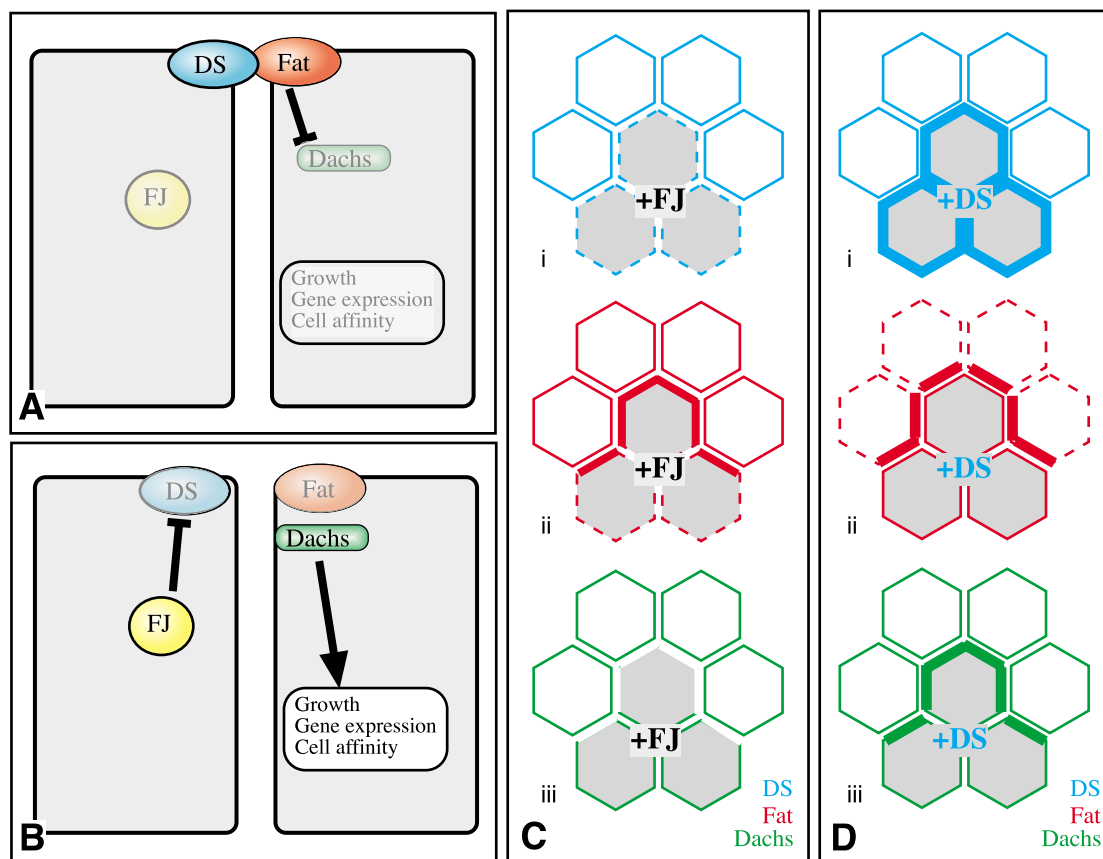 DS
Fat
Dachs
FJ
Growth
Gene expression
Cell affinity
A
DS
Fat
Dachs
FJ
Growth
Gene expression
Cell affinity
B
+FJ
i
+FJ
ii
+FJ
iii
DS
Fat
Dachs
C
+DS
i
+DS
ii
+DS
iii
DS
Fat
Dachs
D